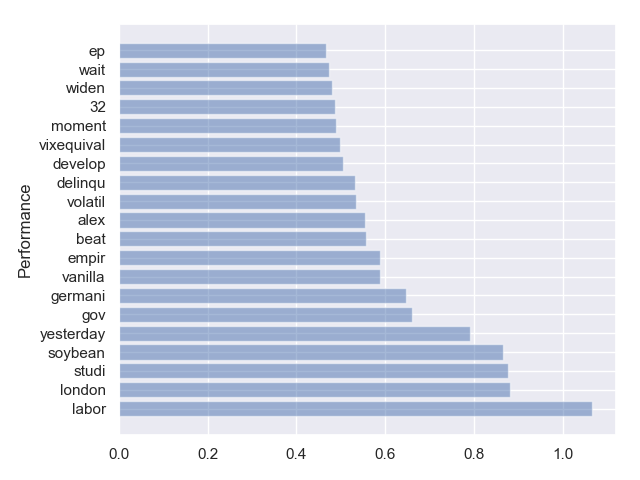 Performance
ep
wait
widen
32
moment
vixequival
develop
delinqu
volatil
alex
beat
empir
vanilla
germani
gov
yesterday
soybean
studi
london
labor
0.0 0.2 0.4 0.6 0.8 1.0